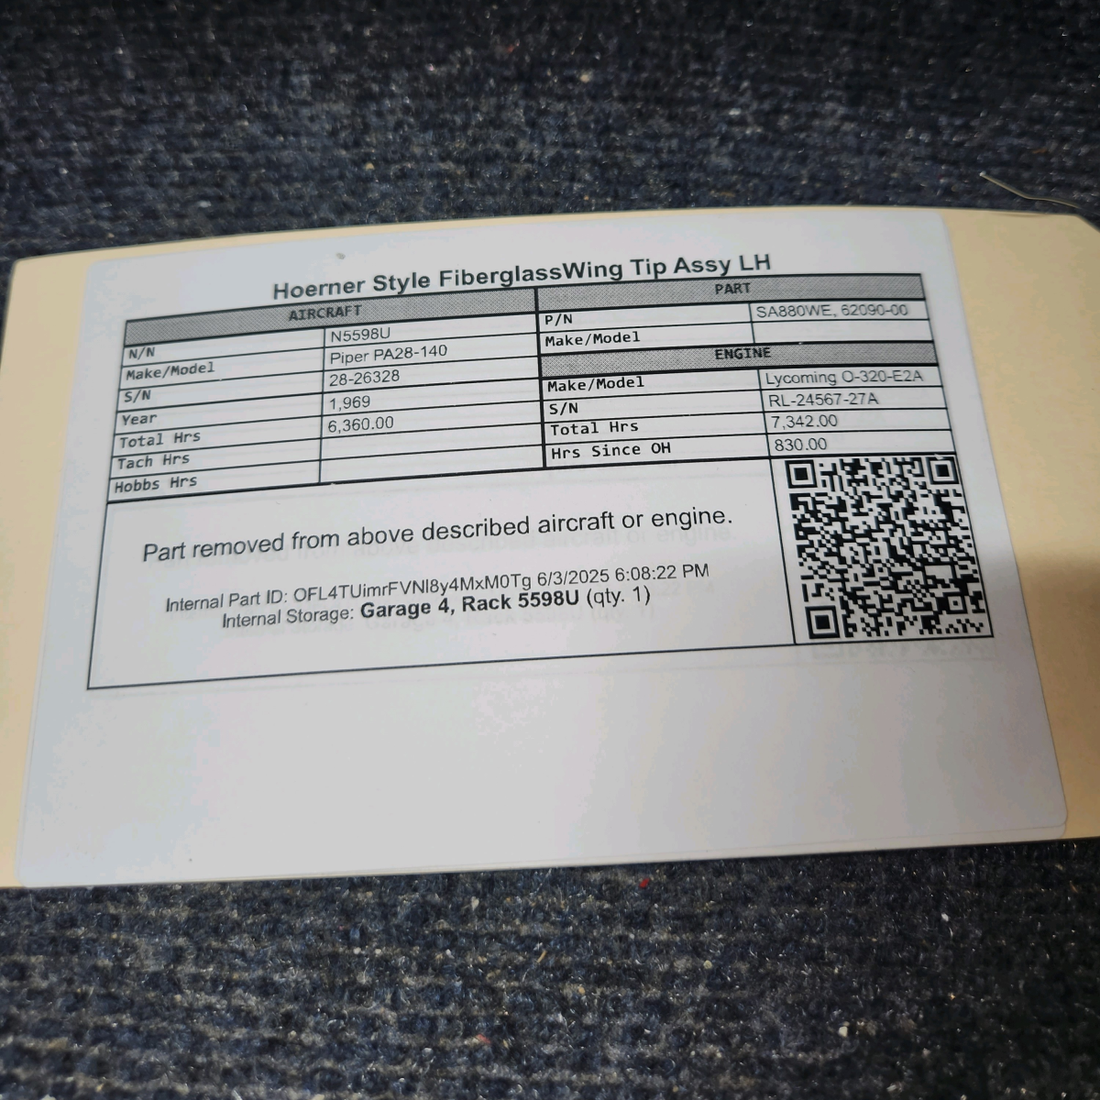 Hoerner Style FiberglassWing Tip Assy LH
AIRCRAFT
N/N N5598U
Make/Model Piper PA28-140
S/N 28-26328
Year 1,969
Total Hrs 6,360.00
Tach Hrs
Hobbs Hrs
PART
P/N SA880WE, 62090-00
Make/Model
ENGINE
Make/Model Lycoming O-320-E2A
S/N RL-24567-27A
Total Hrs 7,342.00
Hrs Since OH 830.00
Part removed from above described aircraft or engine.
Internal Part ID: OFL4TUimrFVNl8y4MxM0Tg 6/3/2025 6:08:22 PM
Internal Storage: Garage 4, Rack 5598U (qty. 1)